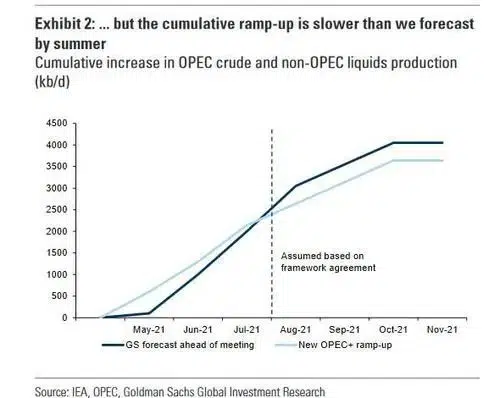 Exhibit 2: ... but the cumulative ramp-up is slower than we forecast
by summer
Cumulative increase in OPEC crude and non-OPEC liquids production
(kb/d)
4500
4000
3500
3000
2500
2000
1500
1000
500
0
Assumed based on
framework agreement
May-21 Jun-21 Jul-21 Aug-21 Sep-21 Oct-21 Nov-21
GS forecast ahead of meeting New OPEC+ ramp-up
Source: IEA, OPEC, Goldman Sachs Global Investment Research